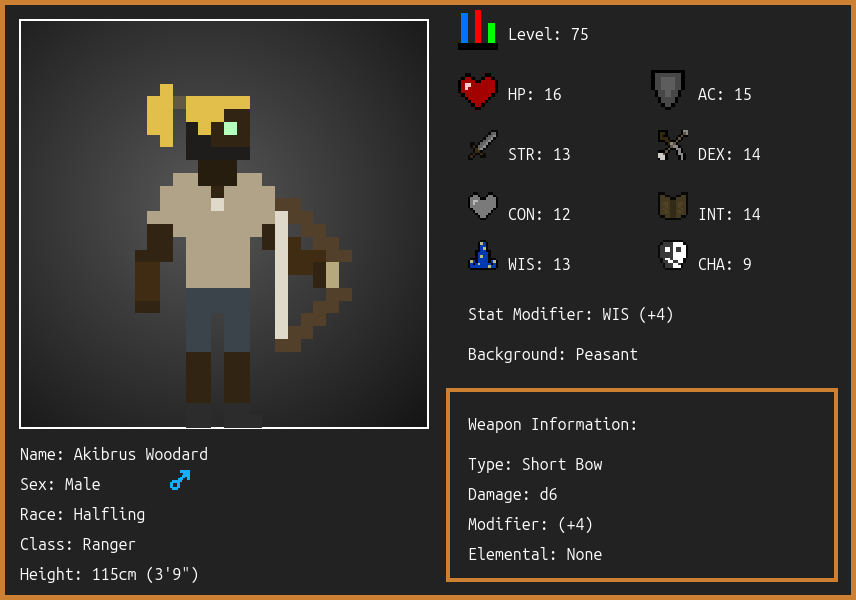 Level: 75
HP: 16
AC: 15
STR: 13
DEX: 14
CON: 12
INT: 14
WIS: 13
CHA: 9
Stat Modifier: WIS (+4)
Background: Peasant
Weapon Information:
Type: Short Bow
Damage: d6
Modifier: (+4)
Elemental: None
Name: Akibrus Woodard
Sex: Male
Race: Halfling
Class: Ranger
Height: 115cm (3'9")